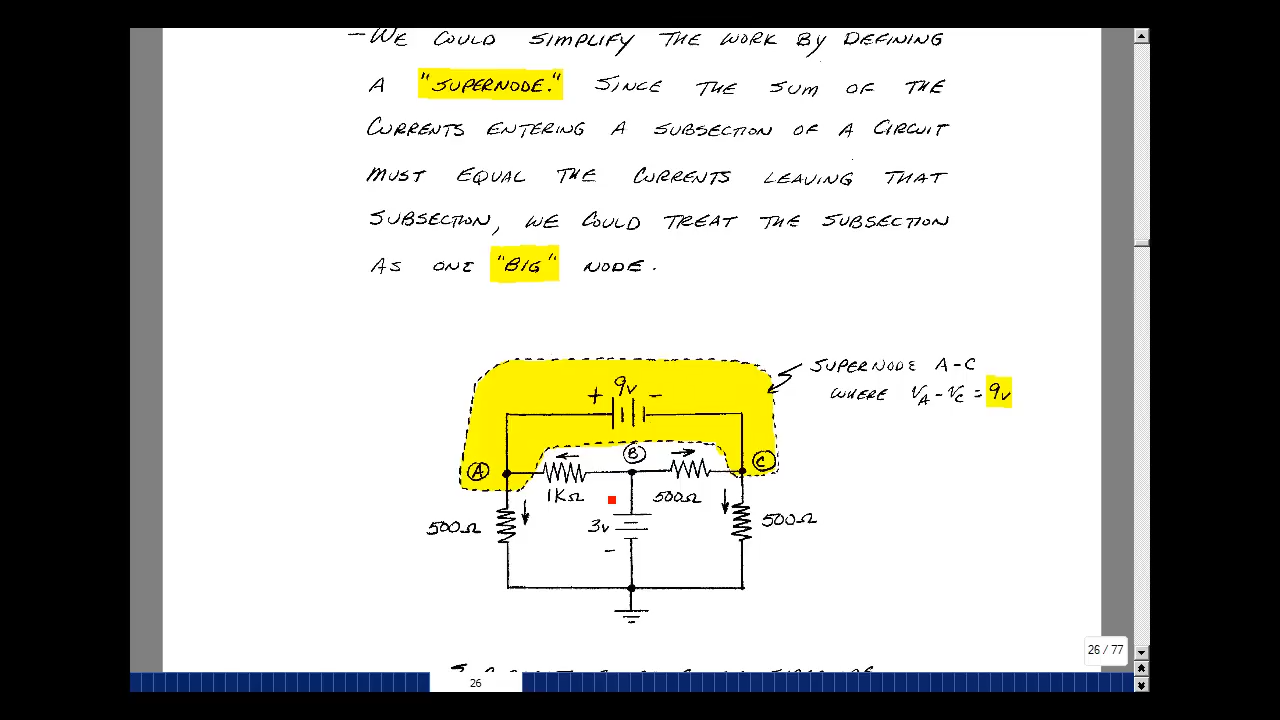 - WE COULD SIMPLIFY THE WORK BY DEFINING
A "SUPERNODE." SINCE THE SUM OF THE
CURRENTS ENTERING A SUBSECTION OF A CIRCUIT
MUST EQUAL THE CURRENTS LEAVING THAT
SUBSECTION, WE COULD TREAT THE SUBSECTION
AS ONE "BIG" NODE.
SUPERNODE A-C
WHERE VA - VC = 9V
+ 9V -
A
B
C
1KΩ
500Ω
500Ω
3V
-
500Ω
26 / 77
26